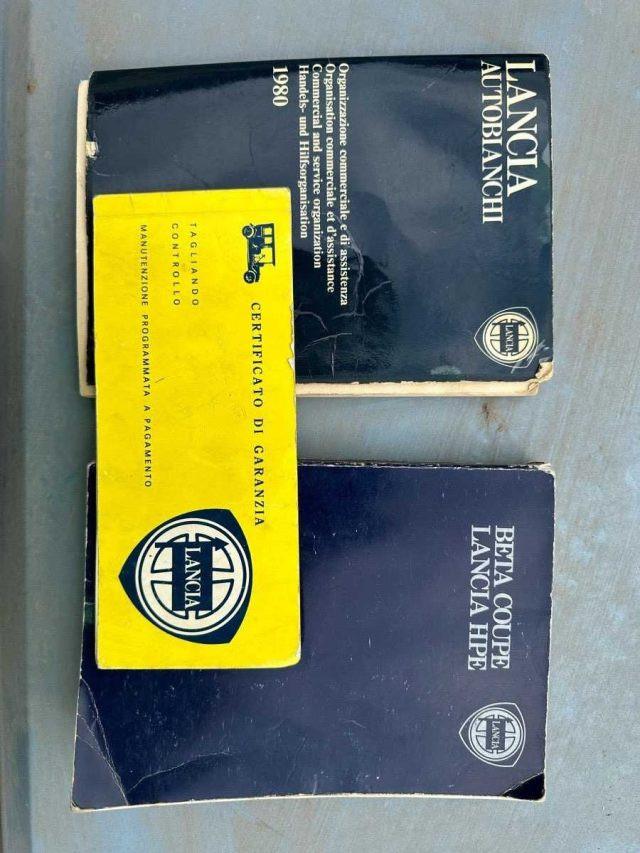 LANCIA
AUTOBIANCHI
Organizzazione commerciale e di assistenza
Organisation commerciale et d'assistance
Commercial and service organization
Handels- und Hilfsorganisation
1980
LANCIA
CERTIFICATO DI GARANZIA
TAGLIANDO
CONTROLLO
MANUTENZIONE PROGRAMMATA A PAGAMENTO
LANCIA
BETA COUPE
LANCIA HPE
LANCIA